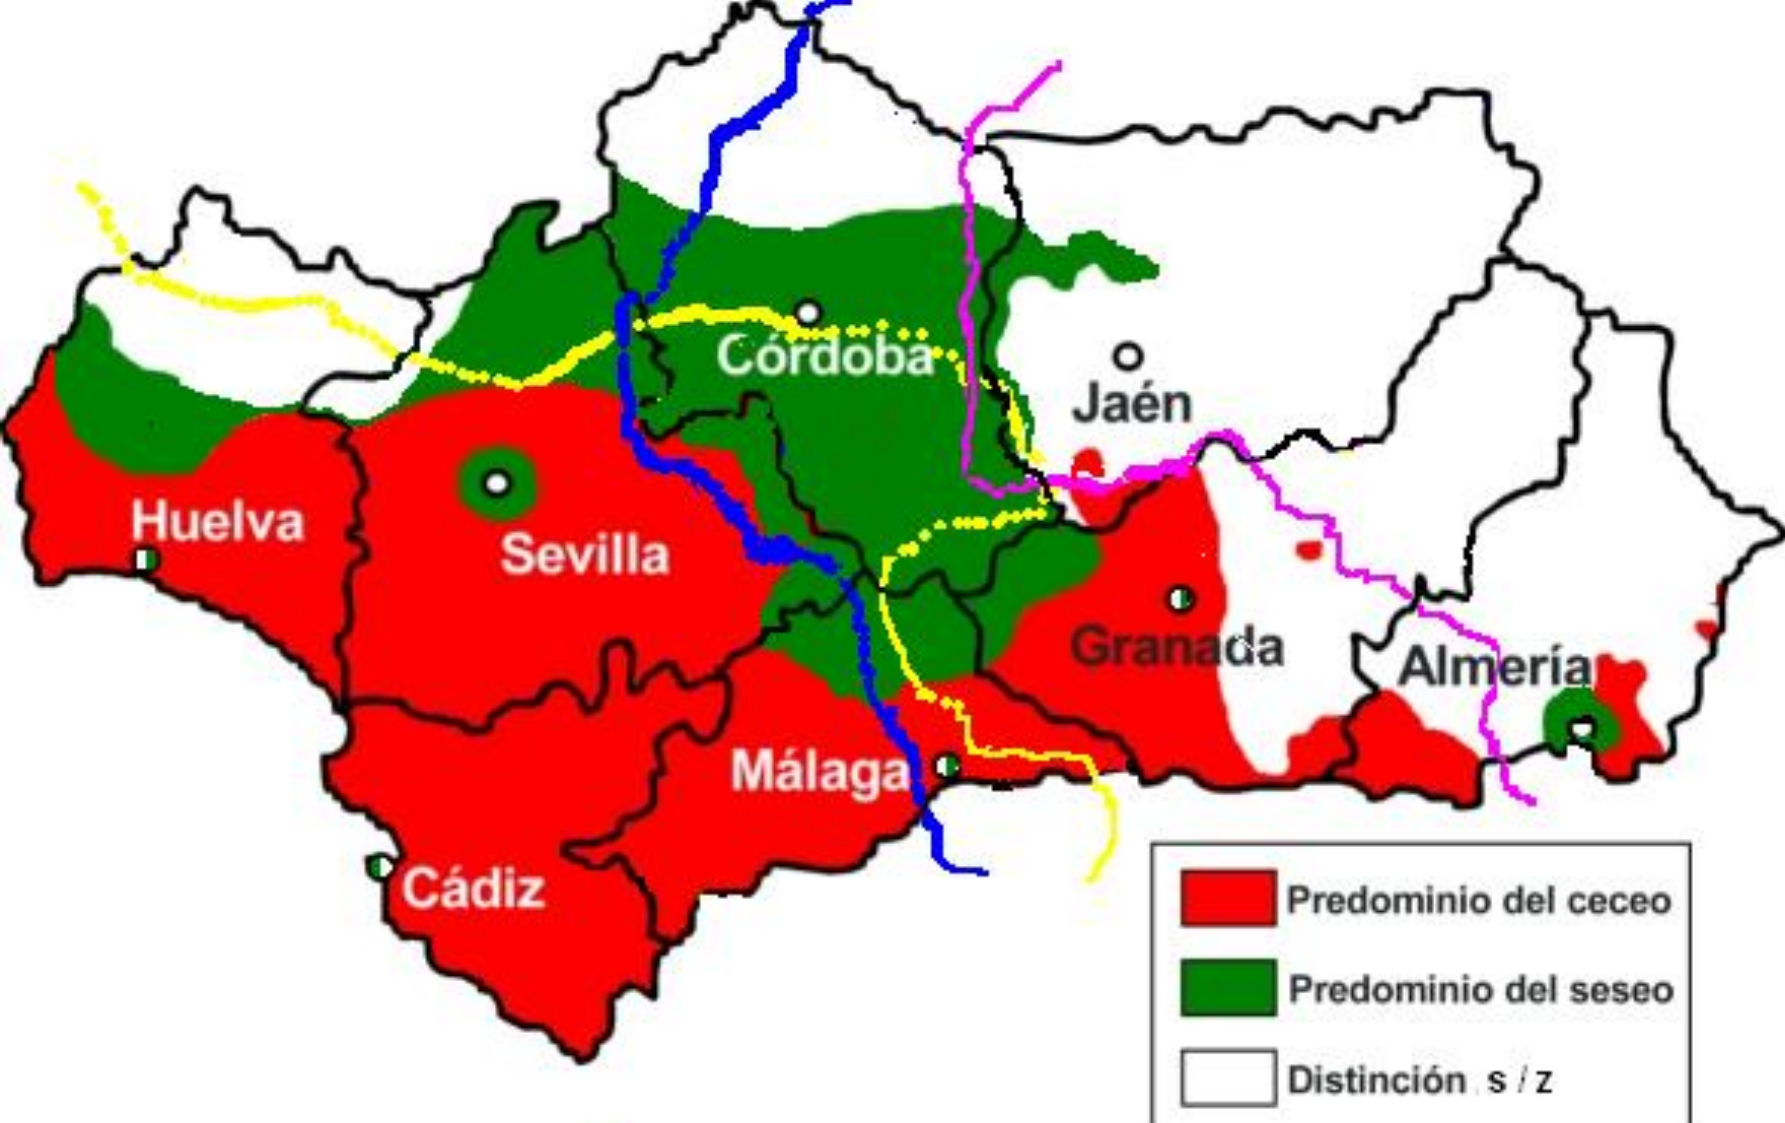 Córdoba
Jaén
Huelva
Sevilla
Granada
Almería
Málaga
Cádiz
Predominio del ceceo
Predominio del seseo
Distinción s / z